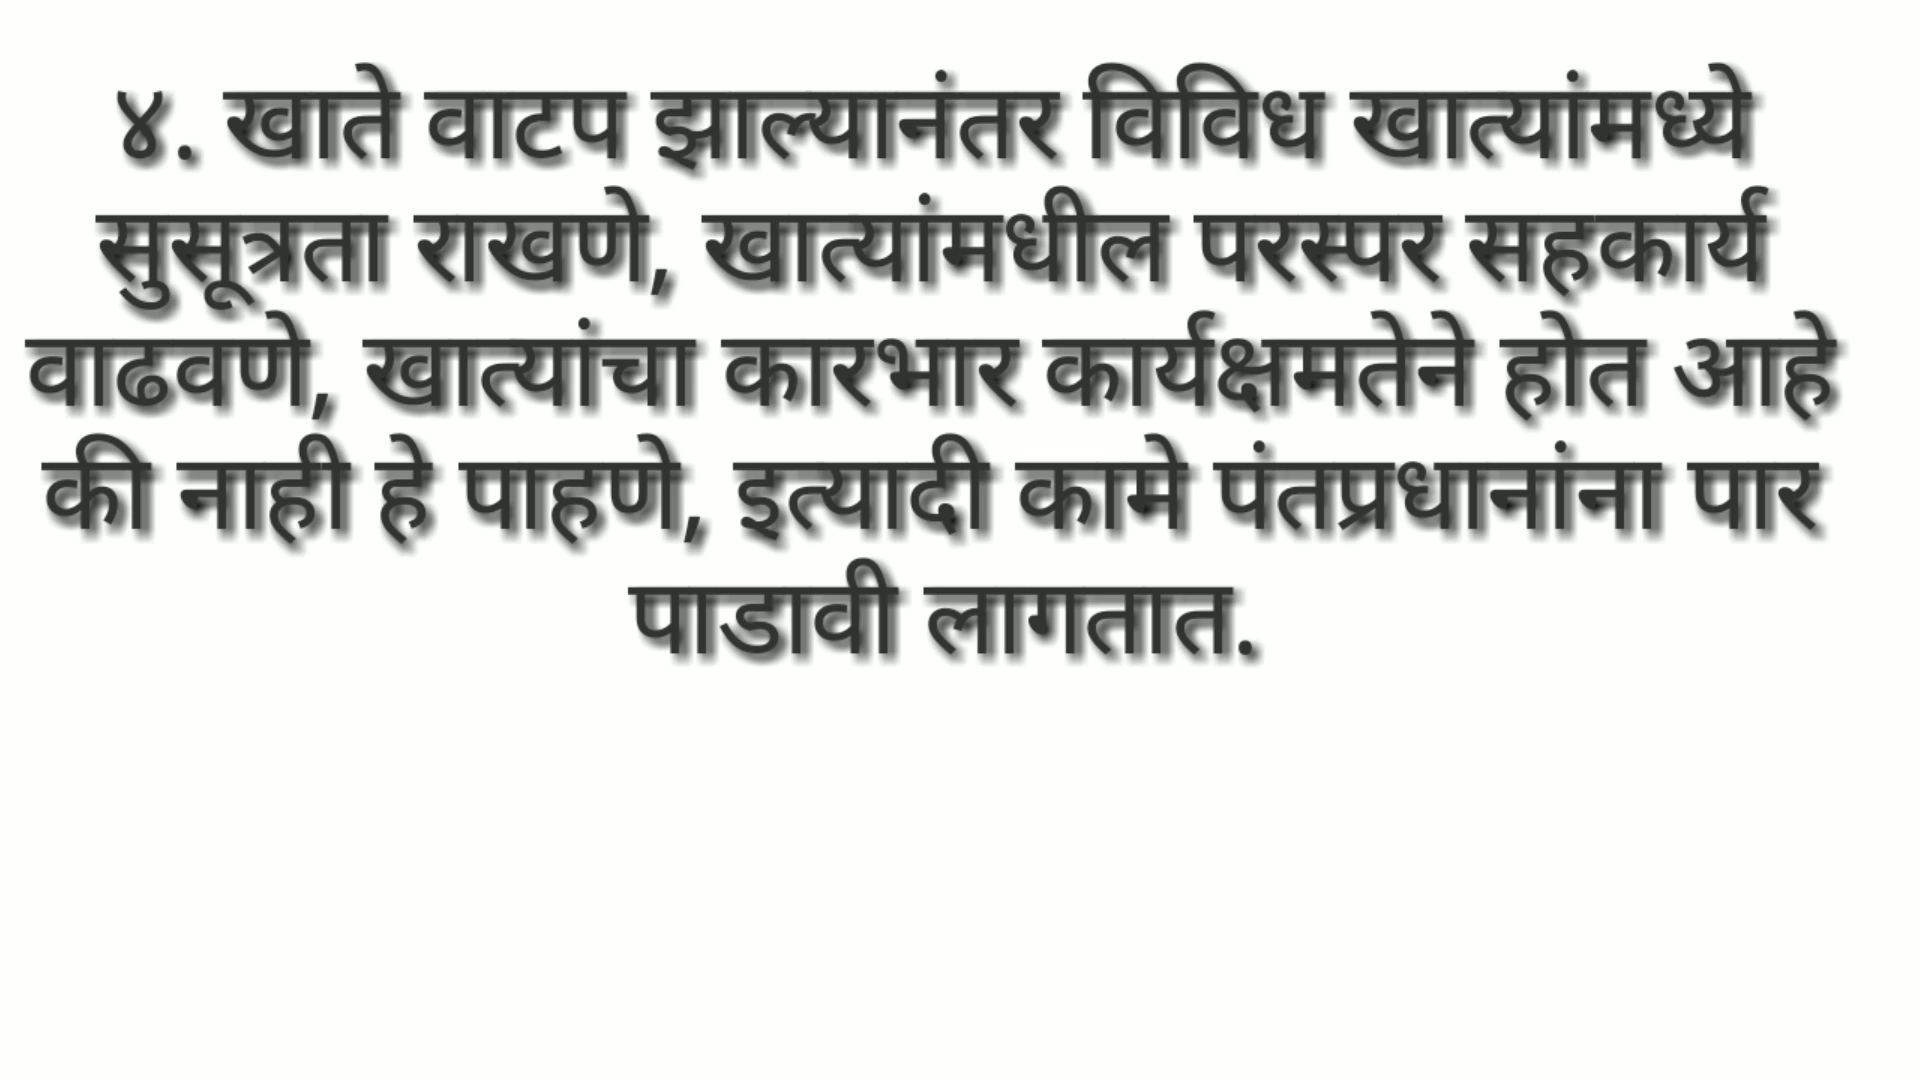 ४. खाते वाटप झाल्यानंतर विविध खात्यांमध्ये
सुसूत्रता राखणे, खात्यांमधील परस्पर सहकार्य
वाढवणे, खात्यांचा कारभार कार्यक्षमतेने होत आहे
की नाही हे पाहणे, इत्यादी कामे पंतप्रधानांना पार
पाडावी लागतात.